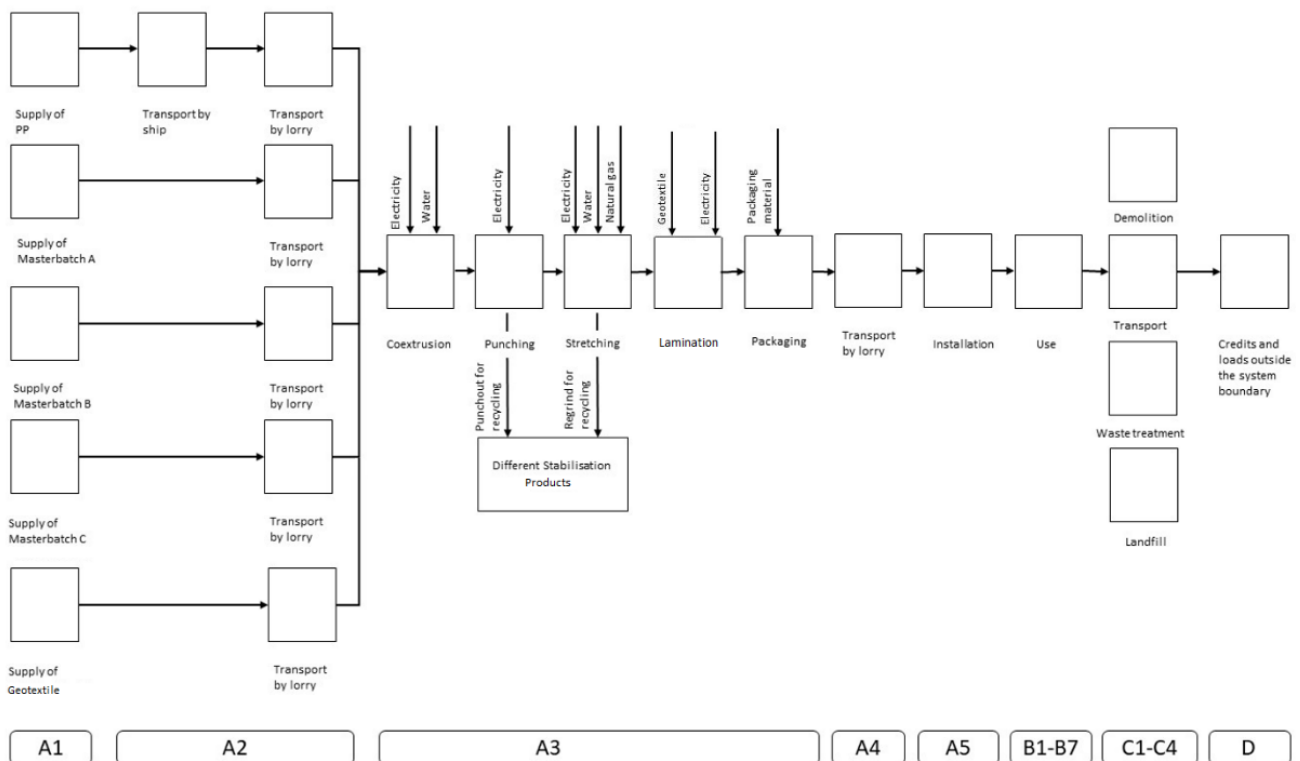 Supply of
PP
Transport by
ship
Transport
by lorry
Supply of
Masterbatch A
Transport
by lorry
Supply of
Masterbatch B
Transport
by lorry
Supply of
Masterbatch C
Transport
by lorry
Supply of
Geotextile
Transport
by lorry
Electricity
Water
Electricity
Electricity
Water
Natural gas
Geotextile
Electricity
Packaging
material
Coextrusion
Punching
Stretching
Lamination
Packaging
Transport
by lorry
Installation
Use
Demolition
Transport
Waste treatment
Landfill
Credits and
loads outside
the system
boundary
Punchout for
recycling
Regrind for
recycling
Different Stabilisation
Products
A1
A2
A3
A4
A5
B1-B7
C1-C4
D